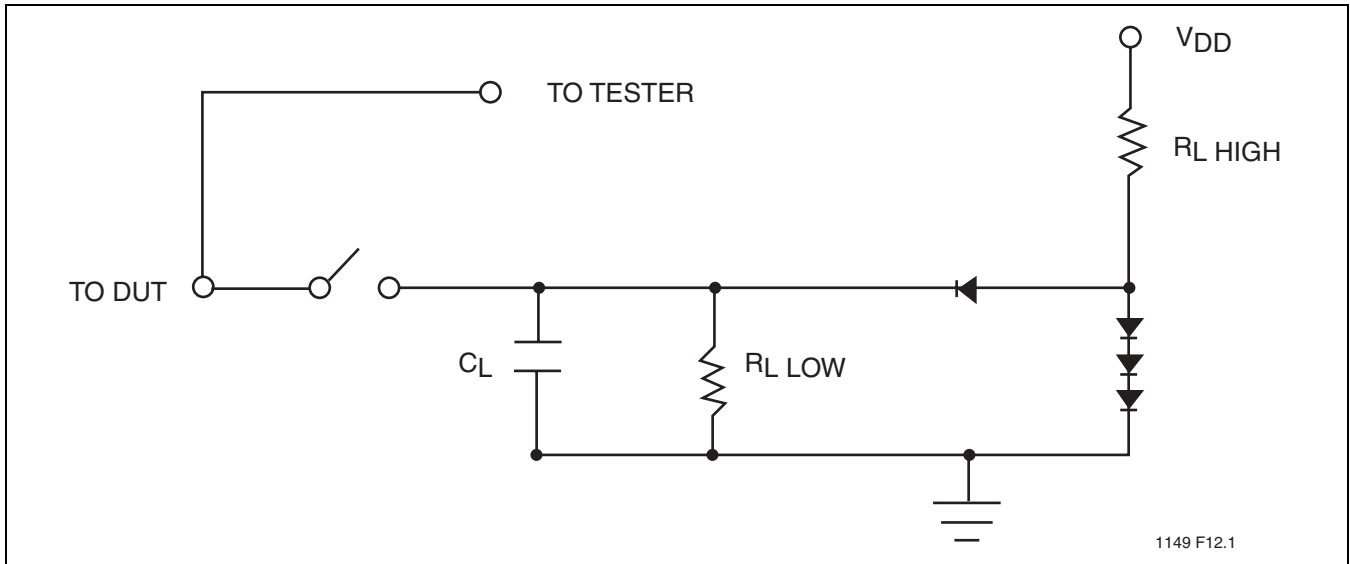 VDD
TO TESTER
RL HIGH
TO DUT
CL
RL LOW
1149 F12.1